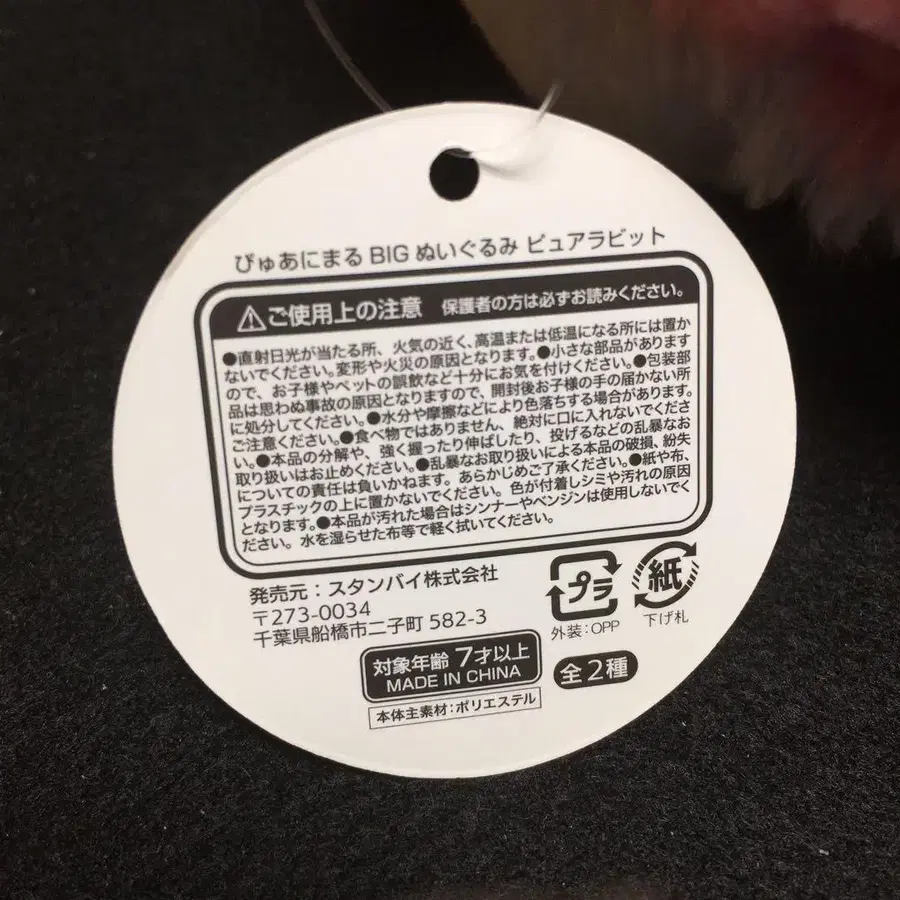 ぴゅあにまる BIG ぬいぐるみ ピュアラビット
⚠ご使用上の注意 保護者の方は必ずお読みください。
●直射日光が当たる所、火気の近く、高温または低温になる所には置か
ないでください。変形や火災の原因となります。●小さな部品があります
ので、お子様やペットの誤飲など十分にお気を付けください。●包装部
品は思わぬ事故の原因となりますので、開封後お子様の手の届かない所
に処分してください。●水分や摩擦などにより色落ちする場合があります。
ご注意ください。●食べ物ではありません、絶対に口に入れないでくださ
い。●本品の分解や、強く握ったり伸ばしたり、投げるなどの乱暴なお
取り扱いはお止めください。●乱暴なお取り扱いによる本品の破損、紛失
についての責任は負いかねます。あらかじめご了承ください。●紙や布、
プラスチックの上に置かないでください。色が付着しシミや汚れの原因
となります。●本品が汚れた場合はシンナーやベンジンは使用しないでく
ださい。水を湿らせた布等で軽く拭いてください。
発売元：スタンバイ株式会社
〒273-0034
千葉県船橋市二子町 582-3
プラ
外装：OPP
紙
下げ札
対象年齢 7才以上
MADE IN CHINA
全2種
本体主素材：ポリエステル